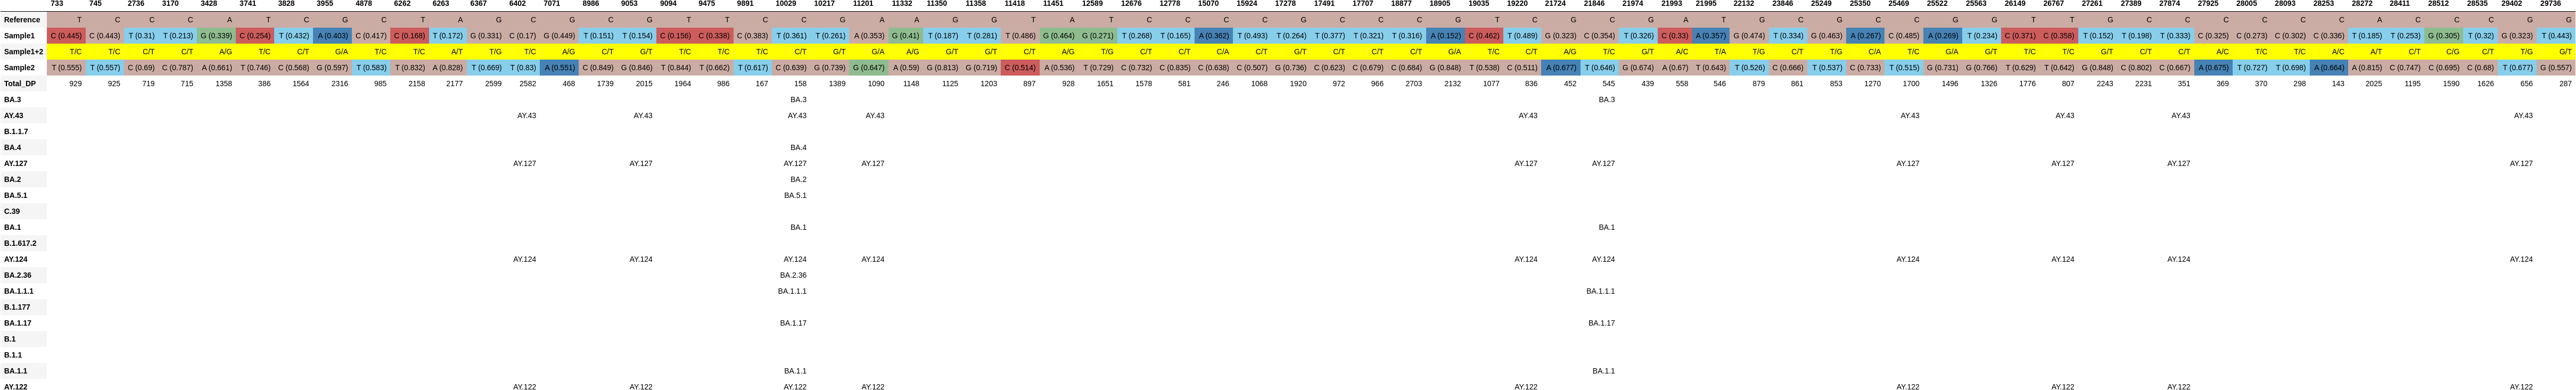 733 745 2736 3170 3428 3741 3828 3955 4878 6262 6263 6367 6402 7071 8986 9053 9094 9475 9891 10029 10217 11201 11332 11350 11358 11418 11451 12589 12676 12778 15070 15924 17278 17491 17707 18877 18905 19035 19220 21724 21846 21974 21993 21995 22132 23846 25249 25350 25469 25522 25563 26149 26767 27261 27389 27874 27925 28005 28093 28253 28272 28411 28512 28535 29402 29736
Reference T C C C A T C G C T A G C G C G T T C C G A A G G T A T C C C C G C C C G T C G C G A T G C G C C G G T T G C C C C C C A C C C G G
Sample1 C (0.445) C (0.443) T (0.31) T (0.213) G (0.339) C (0.254) T (0.432) A (0.403) C (0.417) C (0.168) T (0.172) G (0.331) C (0.17) G (0.449) T (0.151) T (0.154) C (0.156) C (0.338) C (0.383) T (0.361) T (0.261) A (0.353) G (0.41) T (0.187) T (0.281) T (0.486) G (0.464) G (0.271) T (0.268) T (0.165) A (0.362) T (0.493) T (0.264) T (0.377) T (0.321) T (0.316) A (0.152) C (0.462) T (0.489) G (0.323) C (0.354) T (0.326) C (0.33) A (0.357) G (0.474) T (0.334) G (0.463) A (0.267) C (0.485) A (0.269) T (0.234) C (0.371) C (0.358) T (0.152) T (0.198) T (0.333) C (0.325) C (0.273) C (0.302) C (0.336) T (0.185) T (0.253) G (0.305) T (0.32) G (0.323) T (0.443)
Sample1+2 T/C T/C C/T C/T A/G T/C C/T G/A T/C T/C A/T T/G T/C A/G C/T G/T T/C T/C T/C C/T G/T G/A A/G G/T G/T C/T A/G T/G C/T C/T C/A C/T G/T C/T C/T C/T G/A T/C C/T A/G T/C G/T A/C T/A T/G C/T T/G C/A T/C G/A G/T T/C T/C G/T C/T C/T A/C T/C T/C A/C A/T C/T C/G C/T T/G G/T
Sample2 T (0.555) T (0.557) C (0.69) C (0.787) A (0.661) T (0.746) C (0.568) G (0.597) T (0.583) T (0.832) A (0.828) T (0.669) T (0.83) A (0.551) C (0.849) G (0.846) T (0.844) T (0.662) T (0.617) C (0.639) G (0.739) G (0.647) A (0.59) G (0.813) G (0.719) C (0.514) A (0.536) T (0.729) C (0.732) C (0.835) C (0.638) C (0.507) G (0.736) C (0.623) C (0.679) C (0.684) G (0.848) T (0.538) C (0.511) A (0.677) T (0.646) G (0.674) A (0.67) T (0.643) T (0.526) C (0.666) T (0.537) C (0.733) T (0.515) G (0.731) G (0.766) T (0.629) T (0.642) G (0.848) C (0.802) C (0.667) A (0.675) T (0.727) T (0.698) A (0.664) A (0.815) C (0.747) C (0.695) C (0.68) T (0.677) G (0.557)
Total_DP 929 925 719 715 1358 386 1564 2316 985 2158 2177 2599 2582 468 1739 2015 1964 986 167 158 1389 1090 1148 1125 1203 897 928 1651 1578 581 246 1068 1920 972 966 2703 2132 1077 836 452 545 439 558 546 879 861 853 1270 1700 1496 1326 1776 807 2243 2231 351 369 370 298 143 2025 1195 1590 1626 656 287
BA.3 BA.3 BA.3
AY.43 AY.43 AY.43 AY.43 AY.43 AY.43 AY.43 AY.43 AY.43 AY.43
B.1.1.7
BA.4 BA.4
AY.127 AY.127 AY.127 AY.127 AY.127 AY.127 AY.127 AY.127 AY.127 AY.127 AY.127
BA.2 BA.2
BA.5.1 BA.5.1
C.39
BA.1 BA.1 BA.1
B.1.617.2
AY.124 AY.124 AY.124 AY.124 AY.124 AY.124 AY.124 AY.124 AY.124 AY.124 AY.124
BA.2.36 BA.2.36
BA.1.1.1 BA.1.1.1 BA.1.1.1
B.1.177
BA.1.17 BA.1.17 BA.1.17
B.1
B.1.1
BA.1.1 BA.1.1 BA.1.1
AY.122 AY.122 AY.122 AY.122 AY.122 AY.122 AY.122 AY.122 AY.122 AY.122